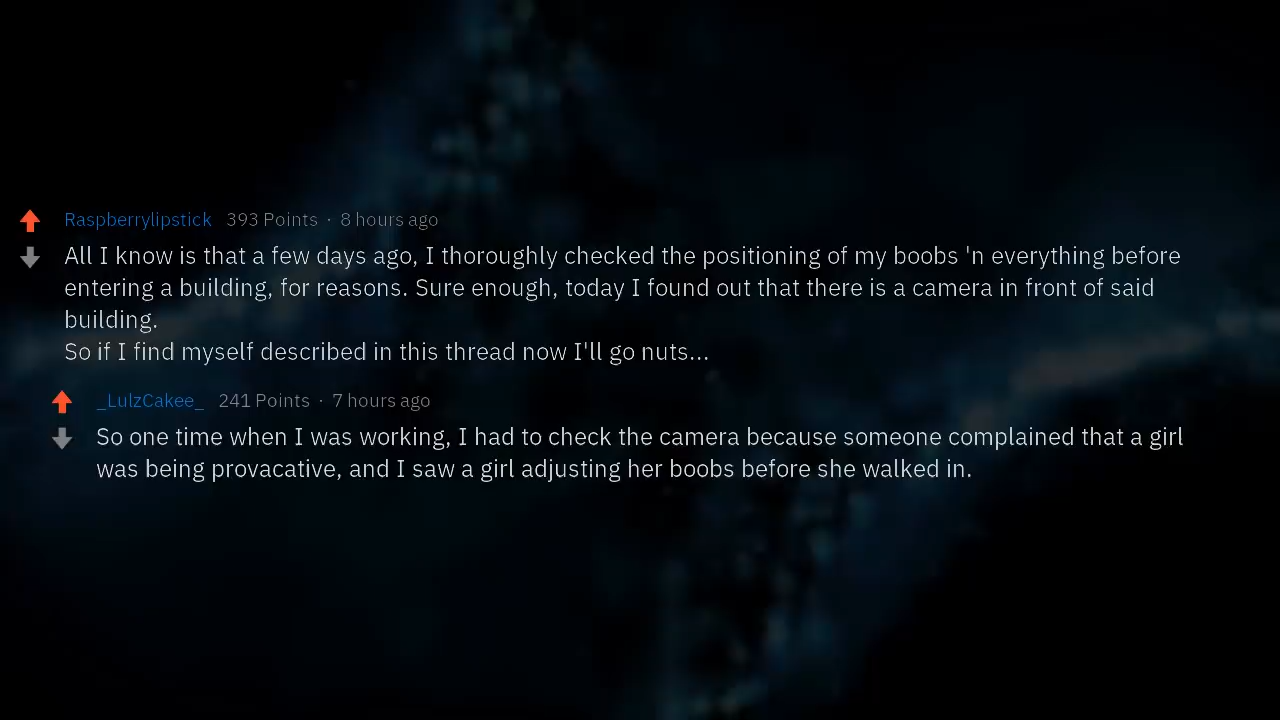 Raspberrylipstick 393 Points · 8 hours ago
All I know is that a few days ago, I thoroughly checked the positioning of my boobs 'n everything before
entering a building, for reasons. Sure enough, today I found out that there is a camera in front of said
building.
So if I find myself described in this thread now I'll go nuts...
_LulzCakee_ 241 Points · 7 hours ago
So one time when I was working, I had to check the camera because someone complained that a girl
was being provacative, and I saw a girl adjusting her boobs before she walked in.